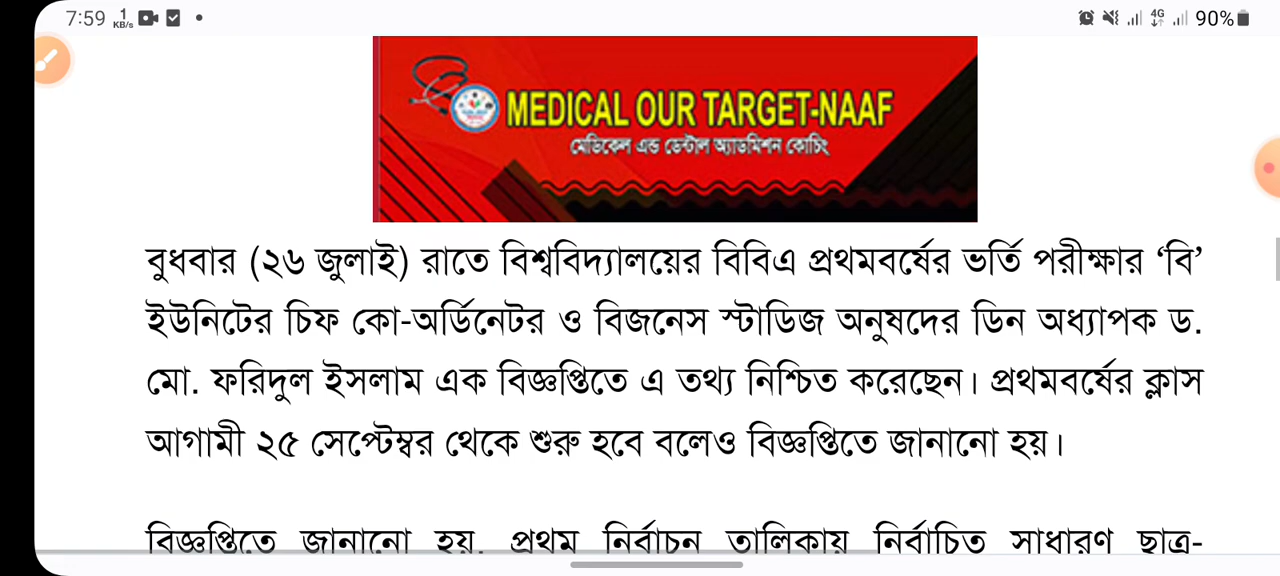 7:59
1
KB/s
4G
90%
MEDICAL OUR TARGET-NAAF
মেডিকেল এন্ড ডেন্টাল অ্যাডমিশন কোচিং
বুধবার (২৬ জুলাই) রাতে বিশ্ববিদ্যালয়ের বিবিএ প্রথমবর্ষের ভর্তি পরীক্ষার ‘বি’
ইউনিটের চিফ কো-অর্ডিনেটর ও বিজনেস স্টাডিজ অনুষদের ডিন অধ্যাপক ড.
মো. ফরিদুল ইসলাম এক বিজ্ঞপ্তিতে এ তথ্য নিশ্চিত করেছেন। প্রথমবর্ষের ক্লাস
আগামী ২৫ সেপ্টেম্বর থেকে শুরু হবে বলেও বিজ্ঞপ্তিতে জানানো হয়।
বিজ্ঞপ্তিতে জানানো হয়, প্রথম নির্বাচন তালিকায় নির্বাচিত সাধারণ ছাত্র-